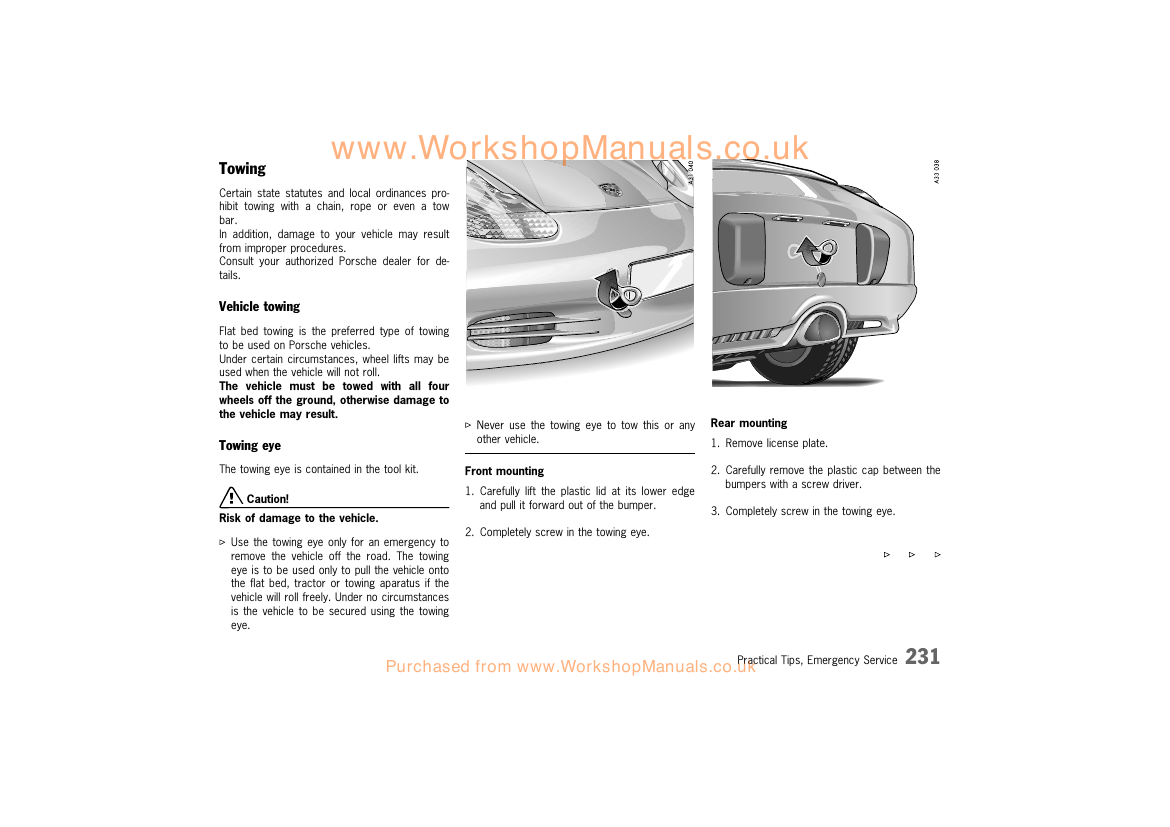 www.WorkshopManuals.co.uk
Towing
Certain state statutes and local ordinances pro-
hibit towing with a chain, rope or even a tow
bar.
In addition, damage to your vehicle may result
from improper procedures.
Consult your authorized Porsche dealer for de-
tails.
Vehicle towing
Flat bed towing is the preferred type of towing
to be used on Porsche vehicles.
Under certain circumstances, wheel lifts may be
used when the vehicle will not roll.
The vehicle must be towed with all four
wheels off the ground, otherwise damage to
the vehicle may result.
Towing eye
The towing eye is contained in the tool kit.
Caution!
Risk of damage to the vehicle.
▷ Use the towing eye only for an emergency to
remove the vehicle off the road. The towing
eye is to be used only to pull the vehicle onto
the flat bed, tractor or towing aparatus if the
vehicle will roll freely. Under no circumstances
is the vehicle to be secured using the towing
eye.
A31 040
▷ Never use the towing eye to tow this or any
other vehicle.
Front mounting
1. Carefully lift the plastic lid at its lower edge
and pull it forward out of the bumper.
2. Completely screw in the towing eye.
A33 038
Rear mounting
1. Remove license plate.
2. Carefully remove the plastic cap between the
bumpers with a screw driver.
3. Completely screw in the towing eye.
▷ ▷ ▷
Practical Tips, Emergency Service 231
Purchased from www.WorkshopManuals.co.uk